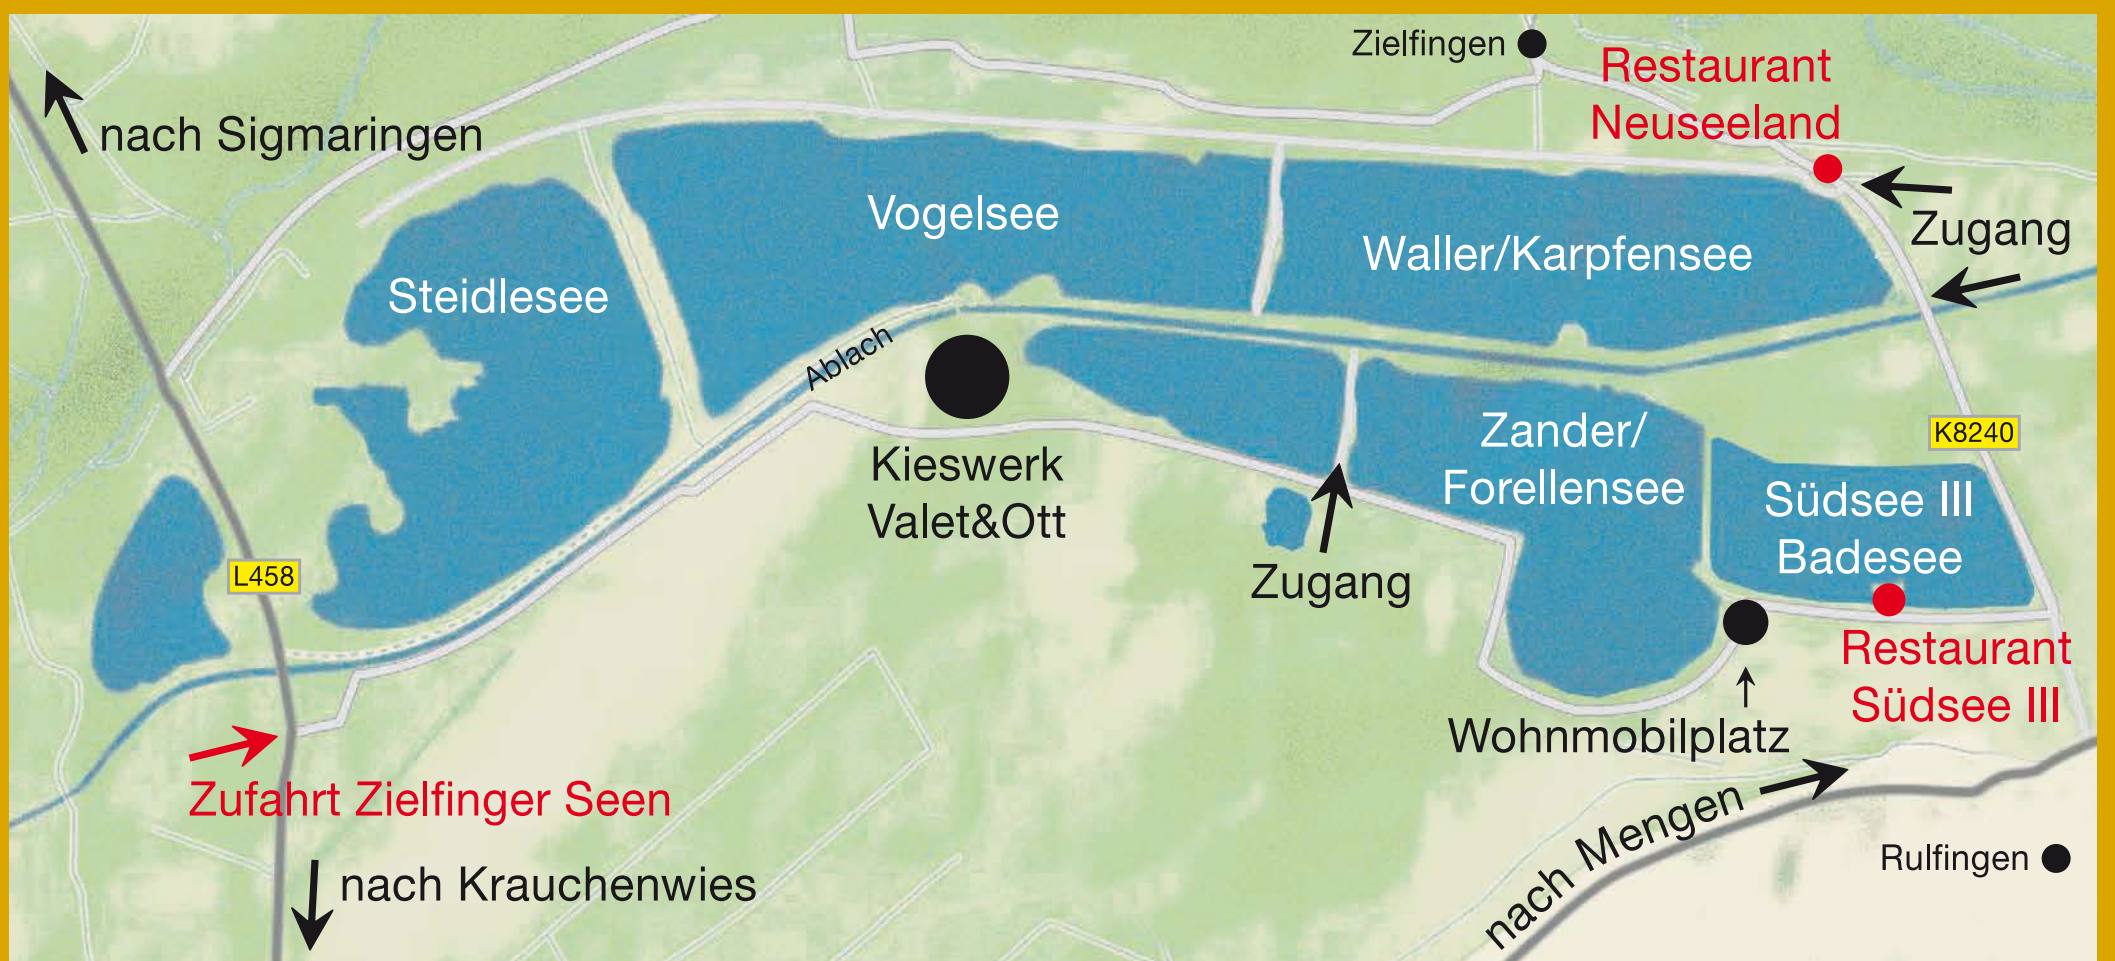 Zielfingen
Restaurant
Neuseeland
nach Sigmaringen
Zugang
Vogelsee
Waller/Karpfensee
Steidlesee
Ablach
K8240
Zander/
Forellensee
Kieswerk
Valet&Ott
Südsee III
Badesee
L458
Zugang
Restaurant
Südsee III
Wohnmobilplatz
Zufahrt Zielfinger Seen
nach Mengen
Rulfingen
nach Krauchenwies